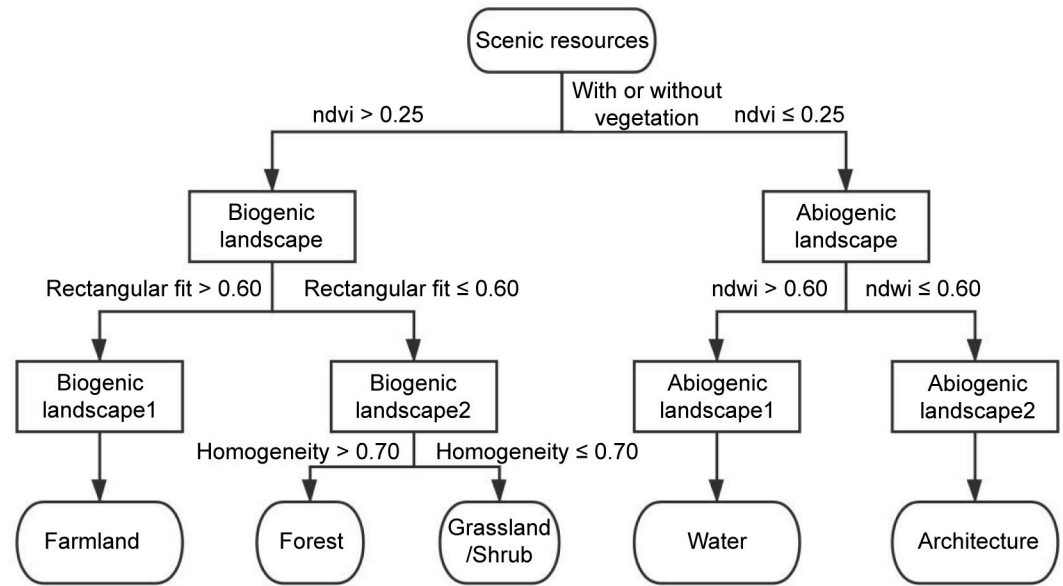 Scenic resources
With or without
vegetation
ndvi > 0.25
ndvi ≤ 0.25
Biogenic
landscape
Abiogenic
landscape
Rectangular fit > 0.60
Rectangular fit ≤ 0.60
ndwi > 0.60
ndwi ≤ 0.60
Biogenic
landscape1
Biogenic
landscape2
Abiogenic
landscape1
Abiogenic
landscape2
Homogeneity > 0.70
Homogeneity ≤ 0.70
Farmland
Forest
Grassland
/Shrub
Water
Architecture